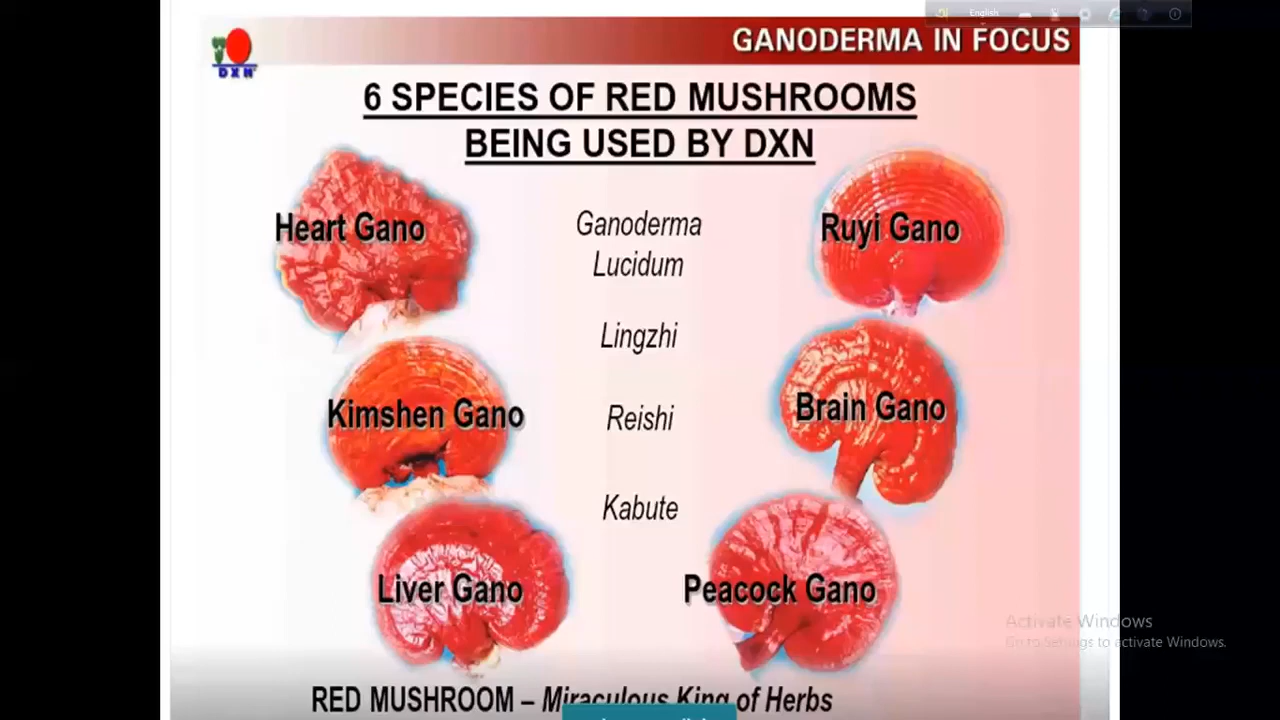 English
DXN
GANODERMA IN FOCUS
6 SPECIES OF RED MUSHROOMS
BEING USED BY DXN
Heart Gano
Ganoderma
Lucidum
Ruyi Gano
Lingzhi
Kimshen Gano
Reishi
Brain Gano
Kabute
Liver Gano
Peacock Gano
Activate Windows
Go to Settings to activate Windows.
RED MUSHROOM – Miraculous King of Herbs